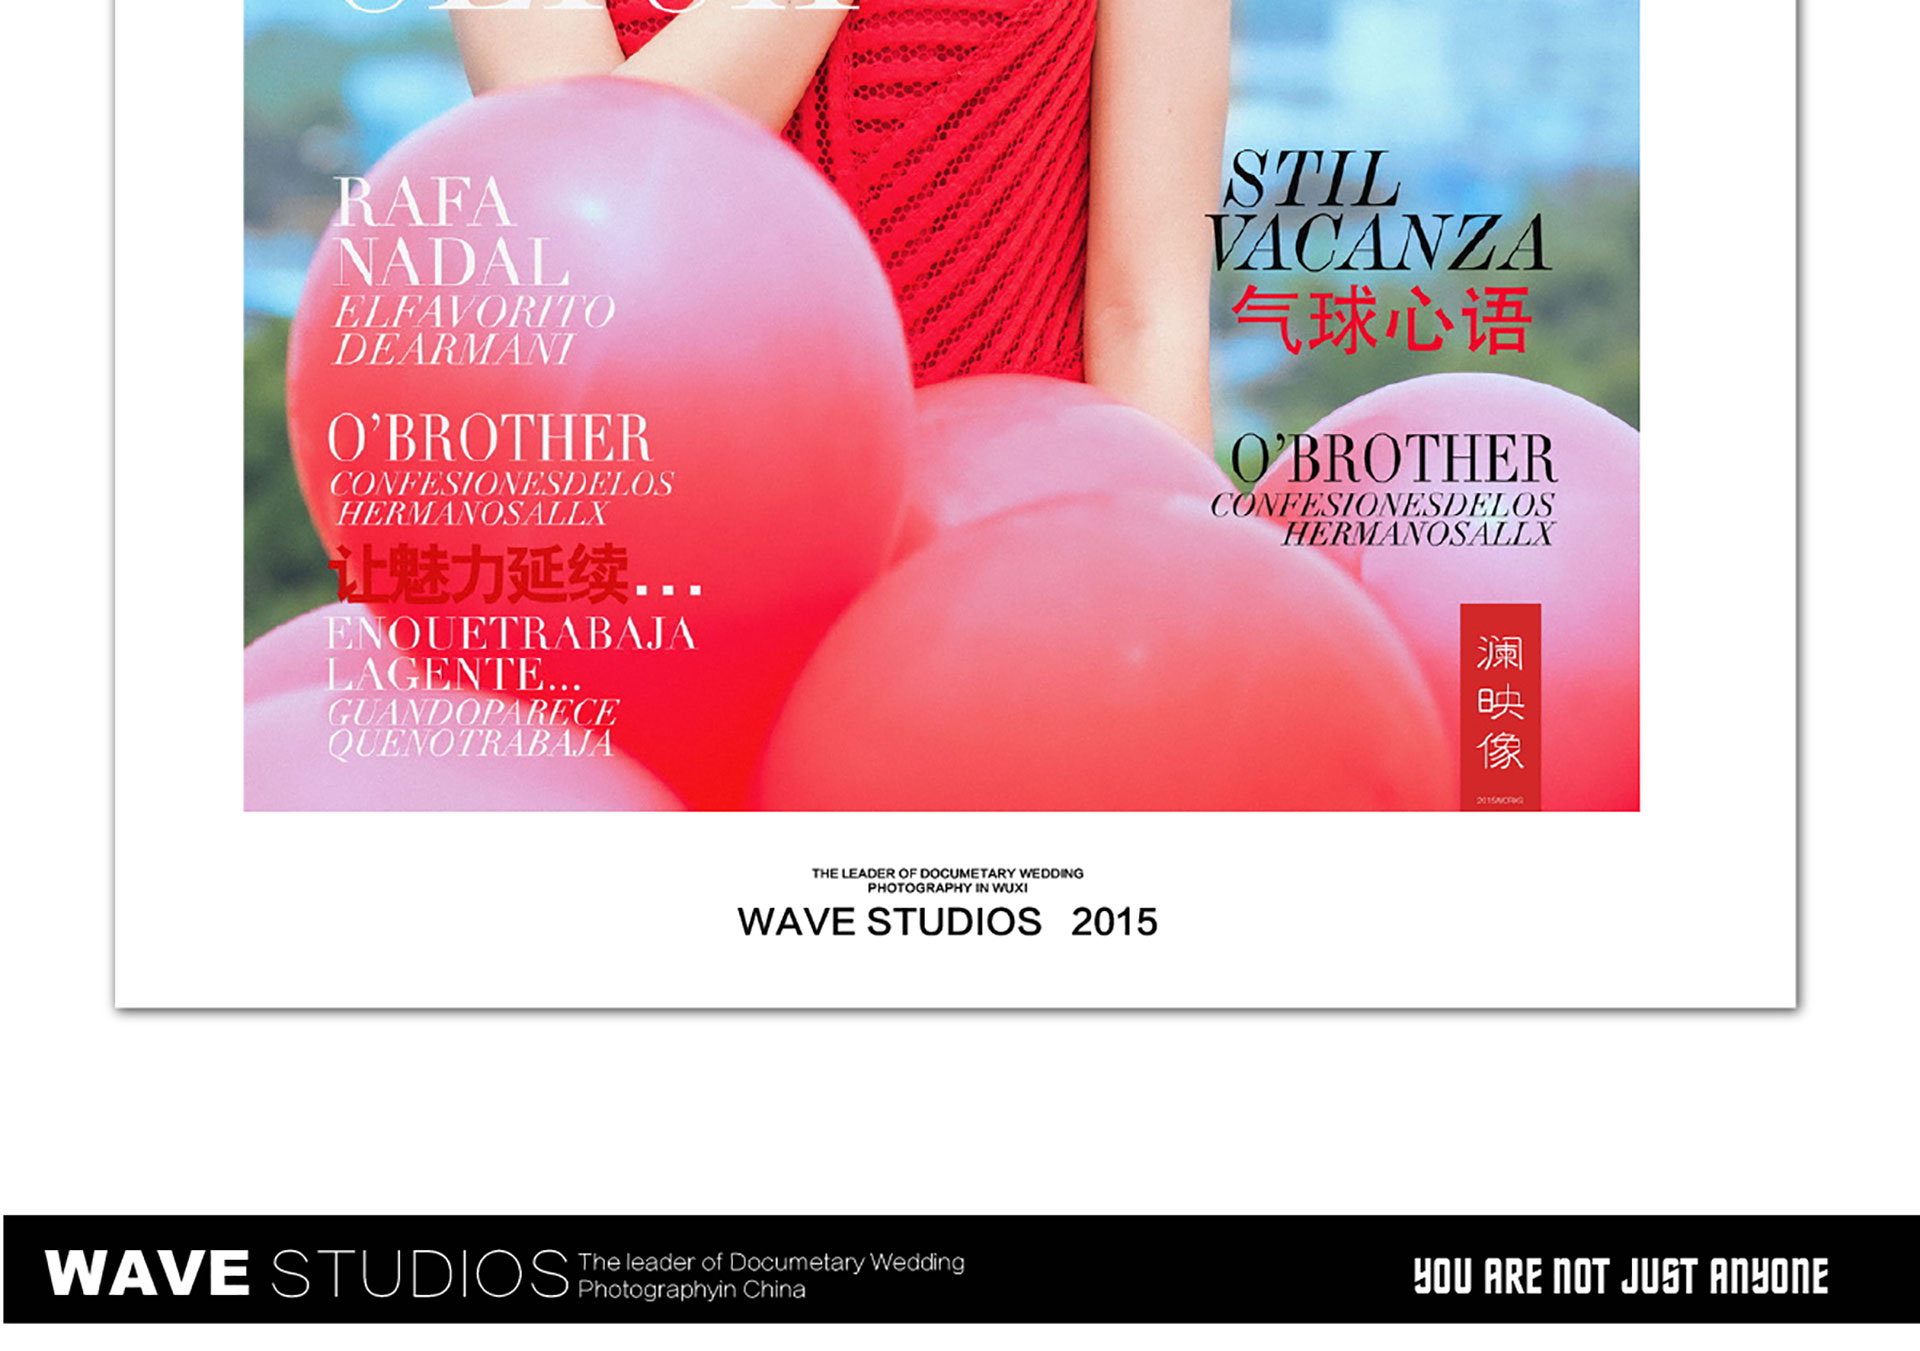 RAFA
NADAL
ELFAVORITO
DEARMANI
O'BROTHER
CONFESIONESDELOS
HERMANOSALLX
让魅力延续...
ENQUETRABAJA
LAGENTE...
GUANDOPARECE
QUENOTRABAJA
STIL
VACANZA
气球心语
O'BROTHER
CONFESIONESDELOS
HERMANOSALLX
澜
映
像
2015WORKS
THE LEADER OF DOCUMETARY WEDDING
PHOTOGRAPHY IN WUXI
WAVE STUDIOS 2015
WAVE STUDIOS
The leader of Documetary Wedding
Photographyin China
YOU ARE NOT JUST ANYONE